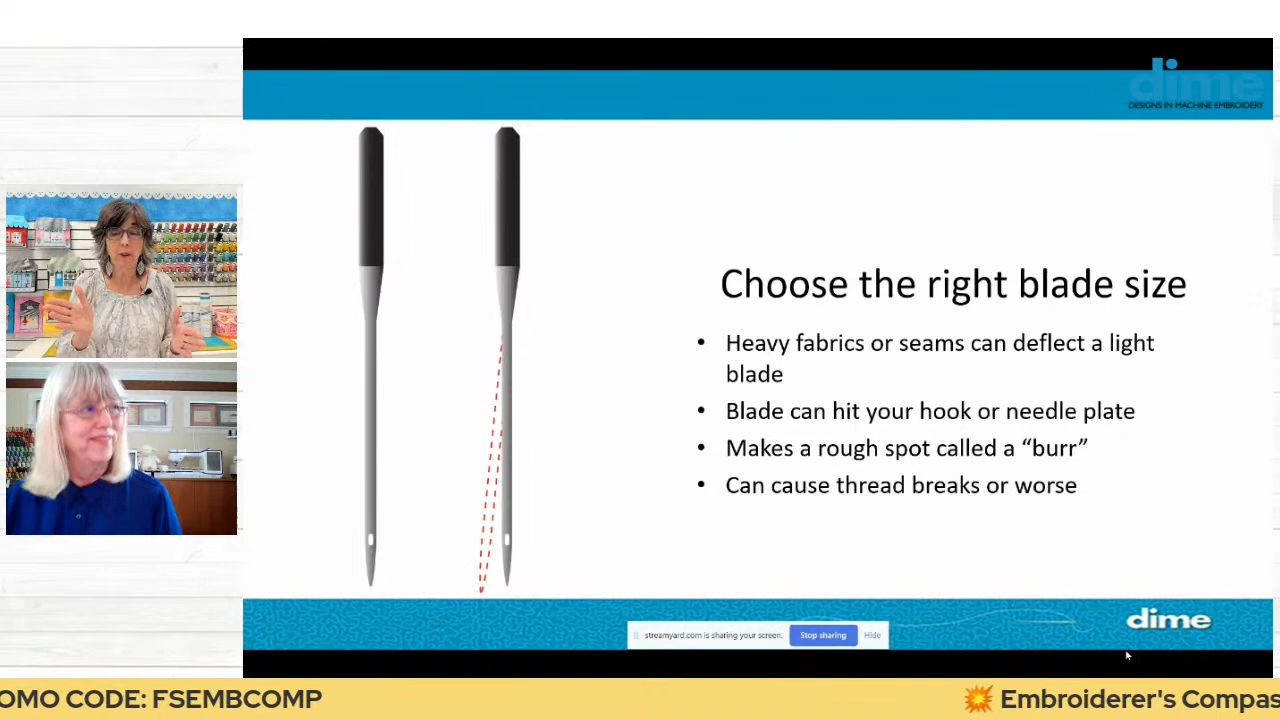 dime
DESIGNS IN MACHINE EMBROIDERY
Choose the right blade size
• Heavy fabrics or seams can deflect a light
blade
• Blade can hit your hook or needle plate
• Makes a rough spot called a “burr”
• Can cause thread breaks or worse
dime
streamyard.com is sharing your screen.
Stop sharing
Hide
OMO CODE: FSEMBCOMP
💥 Embroiderer's Compas